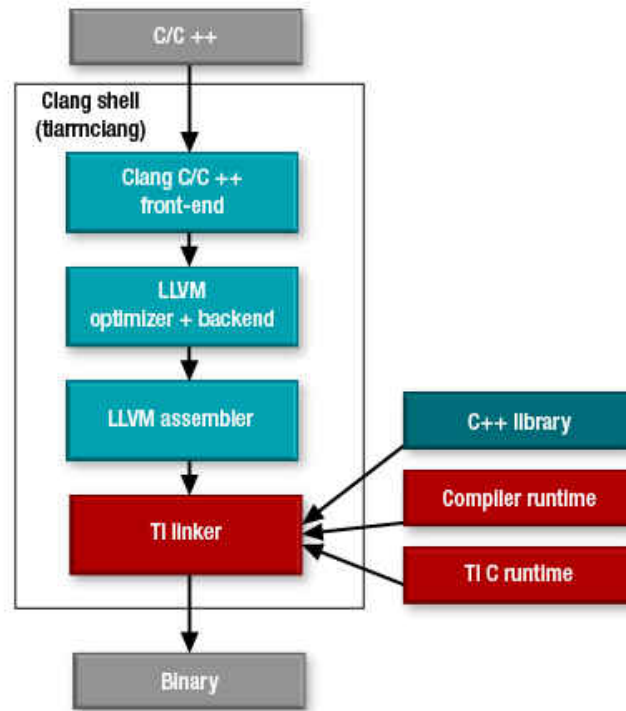 C/C ++
Clang shell
(tiarmclang)
Clang C/C ++
front-end
LLVM
optimizer + backend
LLVM assembler
C++ library
Compiler runtime
TI linker
TI C runtime
Binary